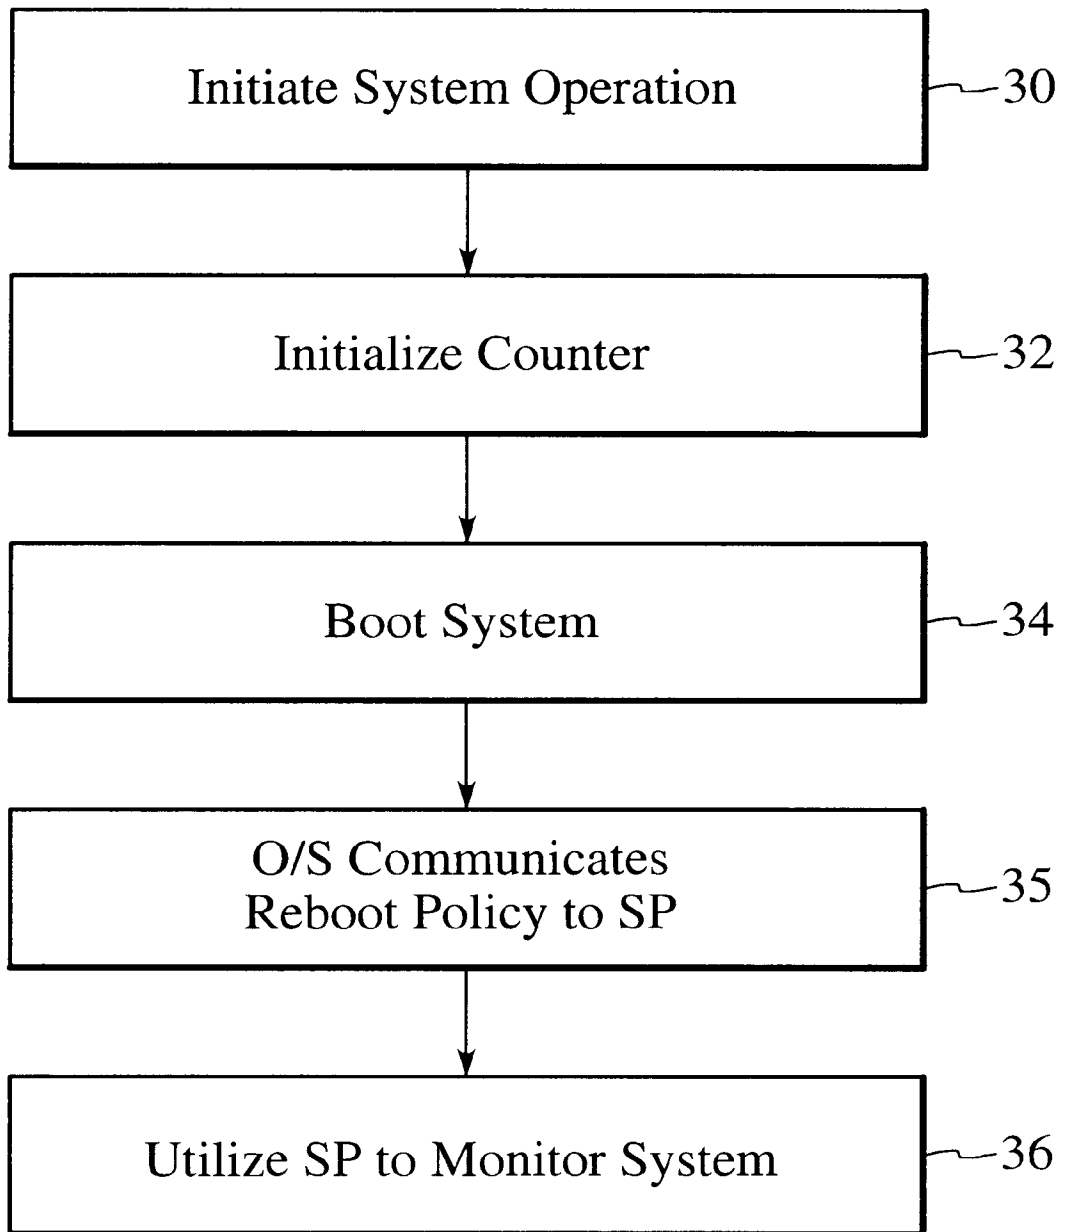 Initiate System Operation
30
Initialize Counter
32
Boot System
34
O/S Communicates
Reboot Policy to SP
35
Utilize SP to Monitor System
36